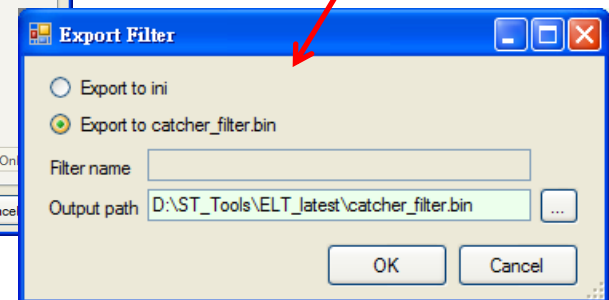 Export Filter
Export to ini
Export to catcher_filter.bin
Filter name
Output path D:\ST_Tools\ELT_latest\catcher_filter.bin ...
OK Cancel